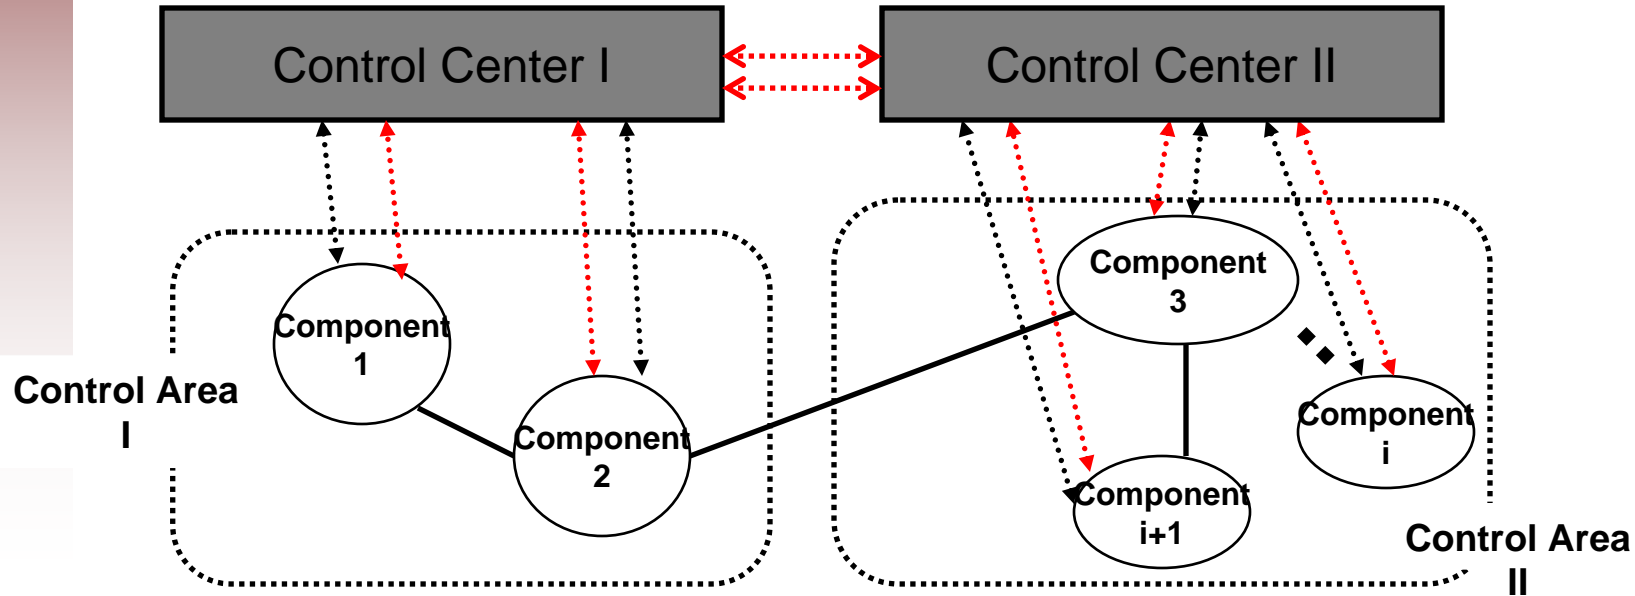 Control Center I
Control Center II
Component
1
Component
2
Component
3
Component
i
Component
i+1
Control Area
I
Control Area
II